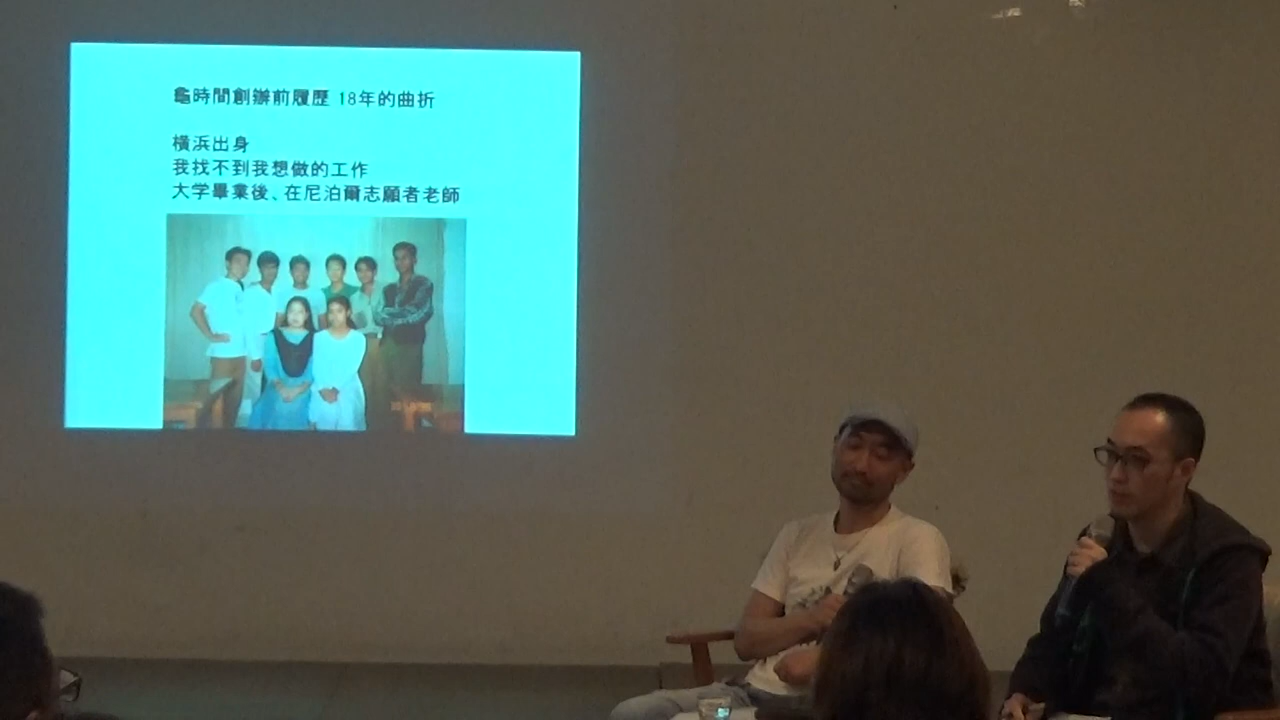 龜時間創辦前履歷 18年的曲折
横浜出身
我找不到我想做的工作
大学畢業後、在尼泊爾志願者老師